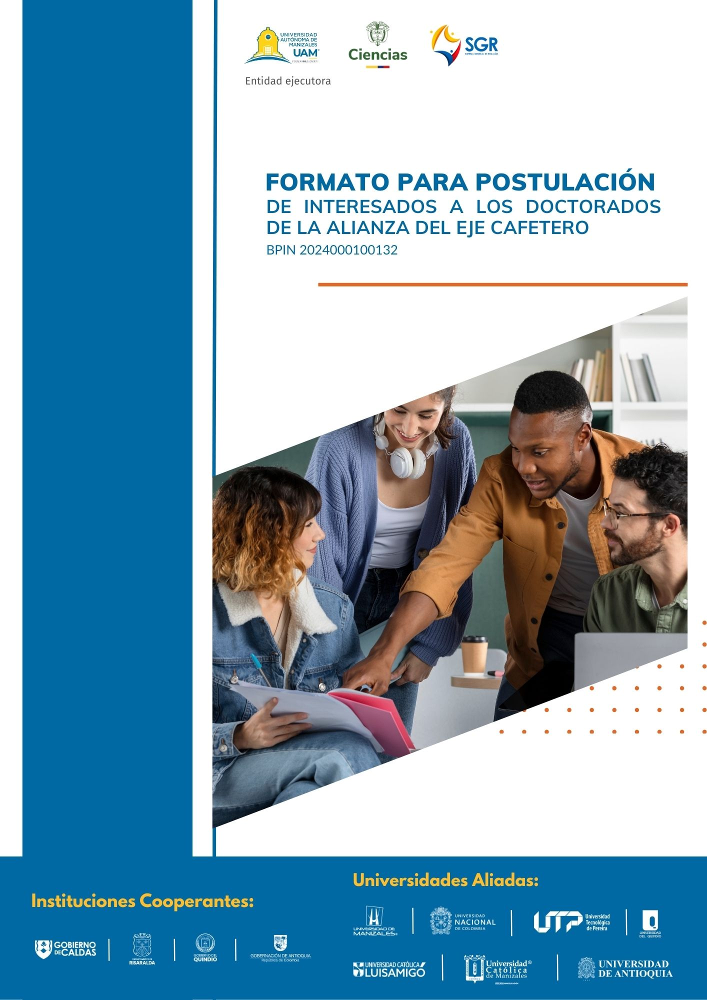 UNIVERSIDAD
AUTÓNOMA DE
MANIZALES
UAM®
Ciencias
SGR
SISTEMA GENERAL DE REGALÍAS
Entidad ejecutora
FORMATO PARA POSTULACIÓN
DE INTERESADOS A LOS DOCTORADOS
DE LA ALIANZA DEL EJE CAFETERO
BPIN 2024000100132
Instituciones Cooperantes:
GOBIERNO
DE CALDAS
DEPARTAMENTO DE
RISARALDA
GOBIERNO DEL
QUINDÍO
GOBERNACIÓN DE ANTIOQUIA
República de Colombia
Universidades Aliadas:
UNIVERSIDAD DE
MANIZALES®
UNIVERSIDAD
NACIONAL
DE COLOMBIA
UTP
Universidad
Tecnológica
de Pereira
UNIVERSIDAD
DEL QUINDÍO
UNIVERSIDAD CATÓLICA
LUIS AMIGÓ
Universidad®
Católica
de Manizales
UNIVERSIDAD
DE ANTIOQUIA